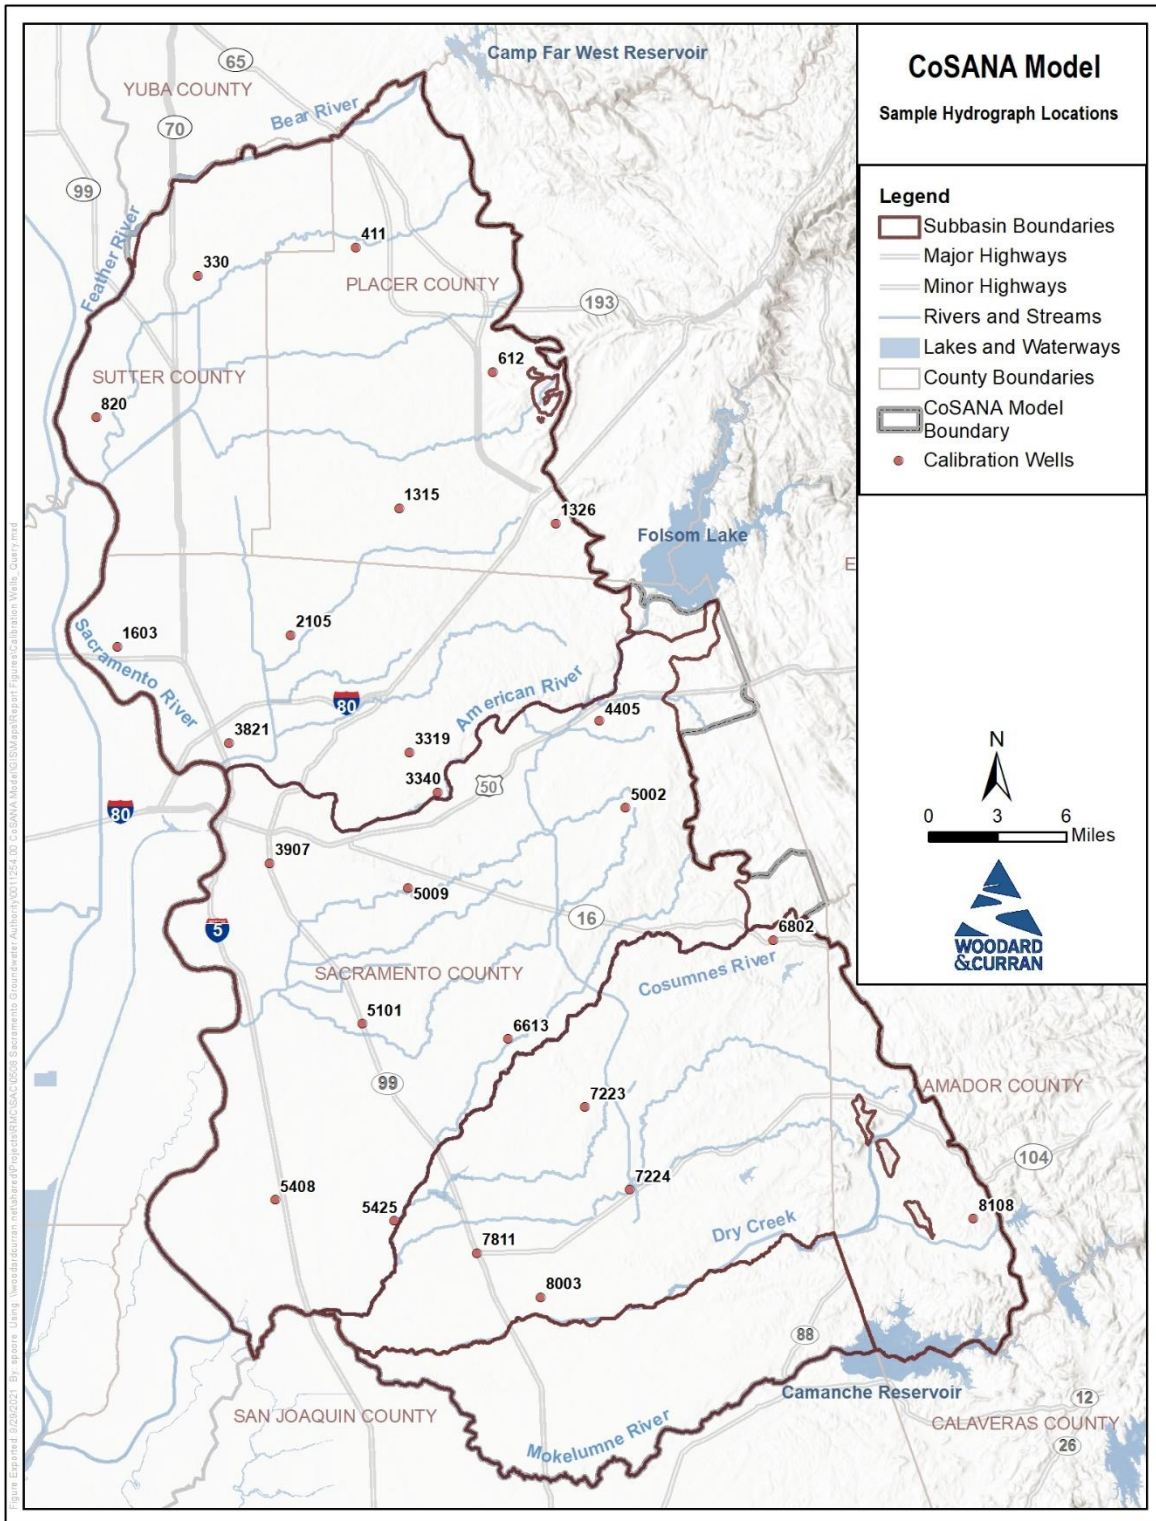 CoSANA Model
Sample Hydrograph Locations
Legend
Subbasin Boundaries
Major Highways
Minor Highways
Rivers and Streams
Lakes and Waterways
County Boundaries
CoSANA Model
Boundary
Calibration Wells
Camp Far West Reservoir
65
YUBA COUNTY
Bear River
70
99
Feather River
411
330
PLACER COUNTY
193
612
SUTTER COUNTY
820
1315
1326
Folsom Lake
E
2105
1603
Sacramento River
80
American River
4405
3821
3319
3340
50
5002
80
3907
5009
16
5
6802
SACRAMENTO COUNTY
Cosumnes River
5101
6613
99
7223
AMADOR COUNTY
104
7224
5408
5425
8108
Dry Creek
7811
8003
88
Camanche Reservoir
12
SAN JOAQUIN COUNTY
CALAVERAS COUNTY
26
Mokelumne River
N
0 3 6
Miles
WOODARD
&CURRAN